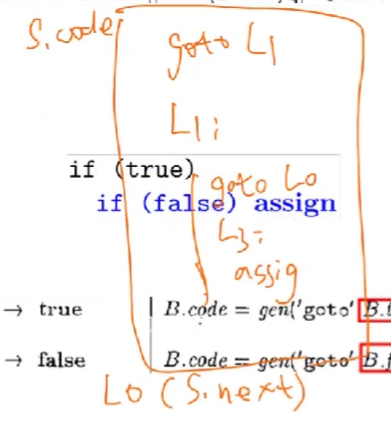 S.code
goto L1
L1:
if (true)
goto L0
if (false) assign
L3:
assig
→ true B.code = gen('goto' B.t
→ false B.code = gen('goto' B.f
L0 (S.next)